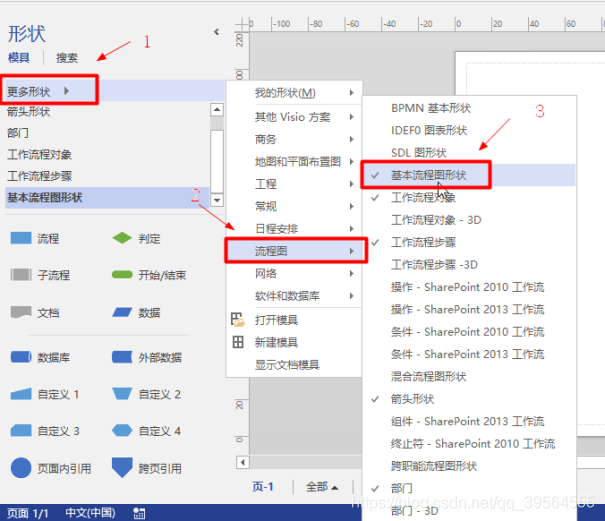 形状
1
模具 搜索
更多形状
箭头形状
部门
工作流程对象
工作流程步骤
基本流程图形状
2
流程 判定
子流程 开始/结束
文档 数据
数据库 外部数据
自定义 1 自定义 2
自定义 3 自定义 4
页面内引用 跨页引用
我的形状(M)
其他 Visio 方案
商务
地图和平面布置图
工程
常规
日程安排
流程图
网络
软件和数据库
打开模具
新建模具
显示文档模具
3
BPMN 基本形状
IDEF0 图表形状
SDL 图形状
基本流程图形状
工作流程对象
工作流程对象 - 3D
工作流程步骤
工作流程步骤 -3D
操作 - SharePoint 2010 工作流
操作 - SharePoint 2013 工作流
条件 - SharePoint 2010 工作流
条件 - SharePoint 2013 工作流
混合流程图形状
箭头形状
组件 - SharePoint 2013 工作流
终止符 - SharePoint 2010 工作流
跨职能流程图形状
部门
部门 - 3D
-100 -80 -60 -40 -20 0 20 40 60
220
20
0
页-1 全部
页面 1/1 中文(中国)
https://blog.csdn.net/qq_39564555